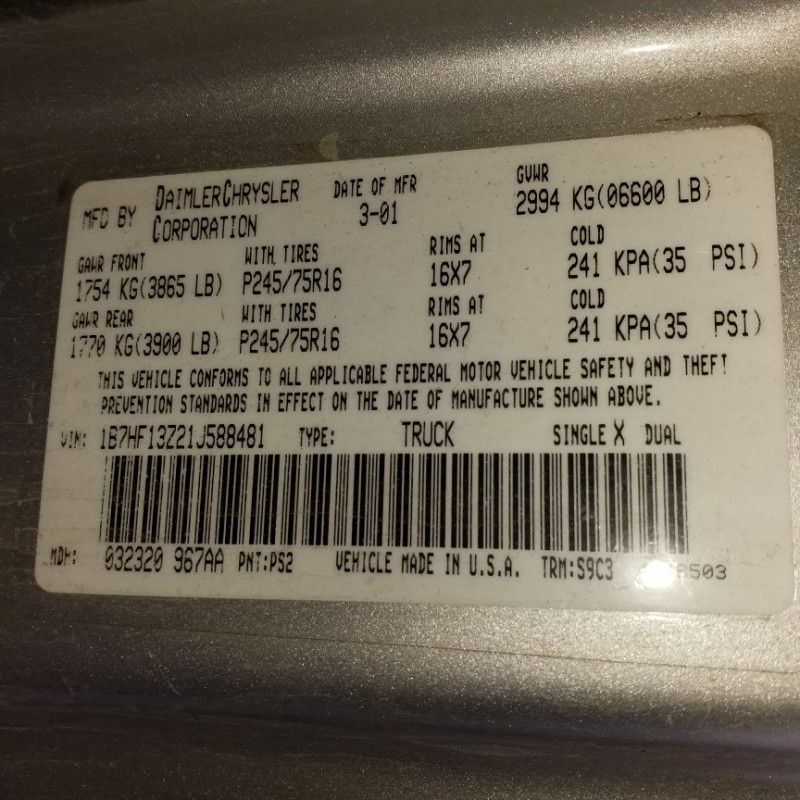 MFD BY DAIMLERCHRYSLER CORPORATION DATE OF MFR 3-01 GVWR 2994 KG(06600 LB)
GAWR FRONT WITH TIRES RIMS AT COLD
1754 KG(3865 LB) P245/75R16 16X7 241 KPA(35 PSI)
GAWR REAR WITH TIRES RIMS AT COLD
1770 KG(3900 LB) P245/75R16 16X7 241 KPA(35 PSI)
THIS VEHICLE CONFORMS TO ALL APPLICABLE FEDERAL MOTOR VEHICLE SAFETY AND THEFT
PREVENTION STANDARDS IN EFFECT ON THE DATE OF MANUFACTURE SHOWN ABOVE.
VIN: 1B7HF13Z21J588481 TYPE: TRUCK SINGLE X DUAL
MDH: 032320 967AA PNT:PS2 VEHICLE MADE IN U.S.A. TRM:S9C3